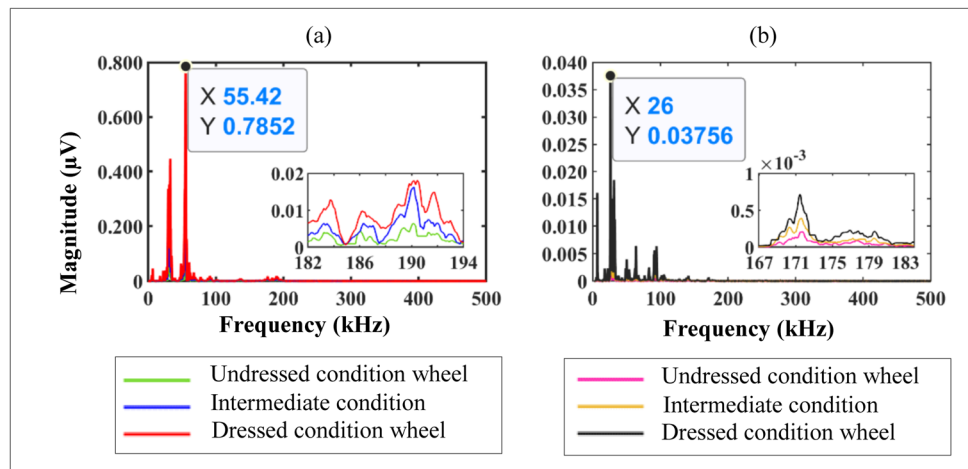 (a)
(b)
Magnitude (µV)
0.800
0.600
0.400
0.200
0.000
X 55.42
Y 0.7852
0.02
0.01
0
182 186 190 194
0 100 200 300 400 500
Frequency (kHz)
0.040
0.035
0.030
0.025
0.020
0.015
0.010
0.005
0.000
X 26
Y 0.03756
1 ×10⁻³
0.5
0
167 171 175 179 183
0 100 200 300 400 500
Frequency (kHz)
Undressed condition wheel
Intermediate condition
Dressed condition wheel
Undressed condition wheel
Intermediate condition
Dressed condition wheel